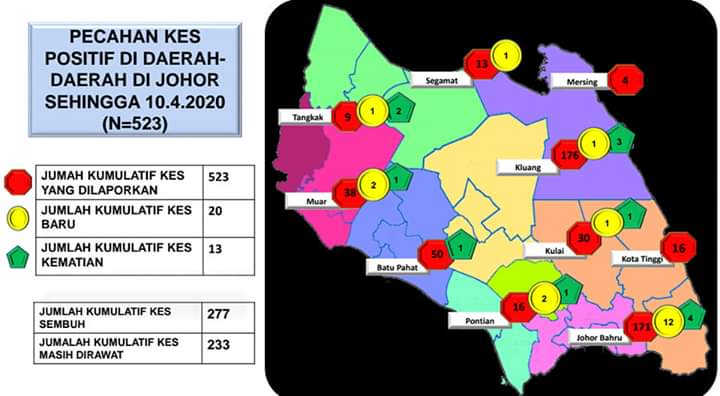 PECAHAN KES
POSITIF DI DAERAH-
DAERAH DI JOHOR
SEHINGGA 10.4.2020
(N=523)
JUMAH KUMULATIF KES
YANG DILAPORKAN
523
JUMLAH KUMULATIF KES
BARU
20
JUMLAH KUMULATIF KES
KEMATIAN
13
JUMLAH KUMULATIF KES
SEMBUH
277
JUMALAH KUMULATIF KES
MASIH DIRAWAT
233
Segamat
13
1
Mersing
4
Tangkak
9
1
2
Kluang
176
1
3
Muar
38
2
1
Batu Pahat
50
1
Kulai
30
1
1
Kota Tinggi
16
Pontian
16
2
1
Johor Bahru
171
12
4